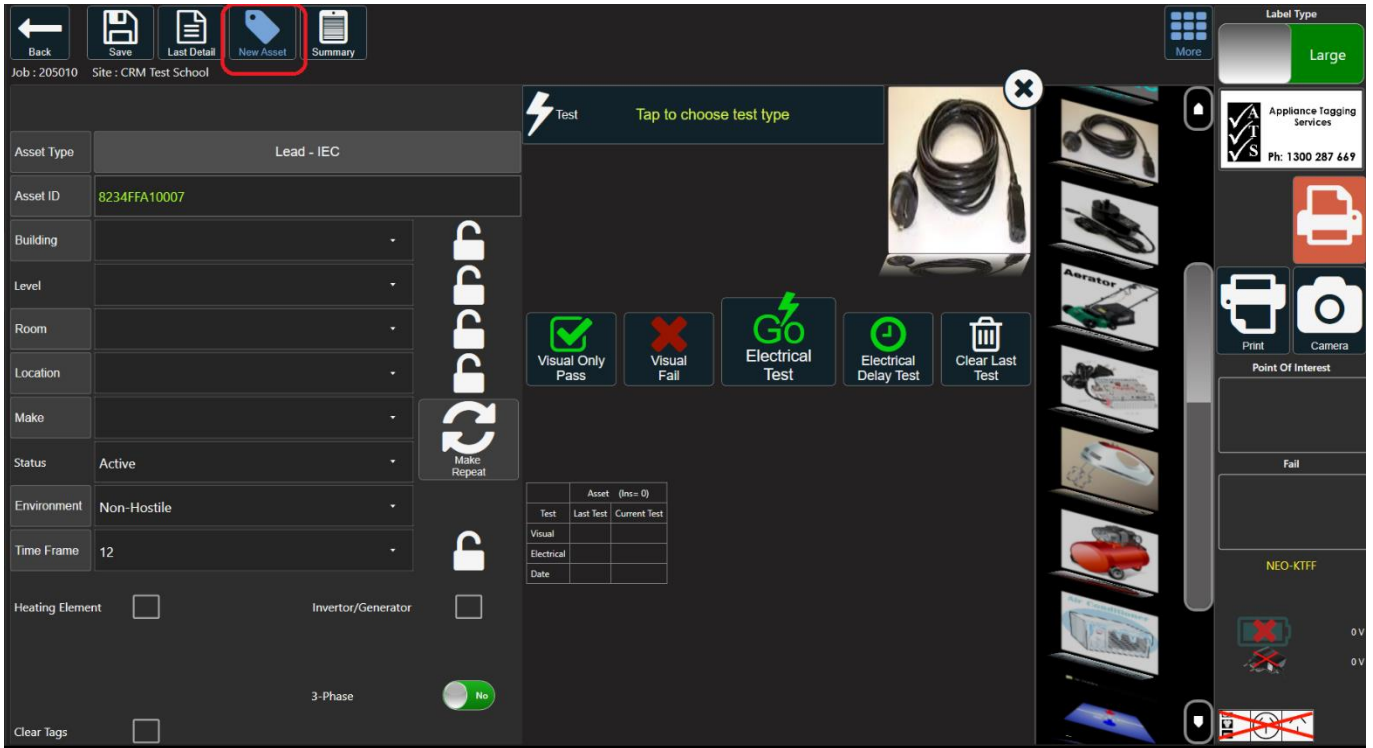 Back
Save
Last Detail
New Asset
Summary
More
Job : 205010 Site : CRM Test School
Label Type
Large
Test Tap to choose test type
Appliance Tagging
Services
ATS
Ph: 1300 287 669
Asset Type Lead - IEC
Asset ID 8234FFA10007
Building
Level
Room
Location
Make
Make
Repeat
Status Active
Environment Non-Hostile
Time Frame 12
Heating Element
Invertor/Generator
3-Phase No
Clear Tags
Visual Only
Pass
Visual
Fail
Go
Electrical
Test
Electrical
Delay Test
Clear Last
Test
Asset (Ins= 0)
Test Last Test Current Test
Visual
Electrical
Date
Aerator
Air Conditioner
Print
Camera
Point Of Interest
Fail
NEO-KTFF
0 V
0 V